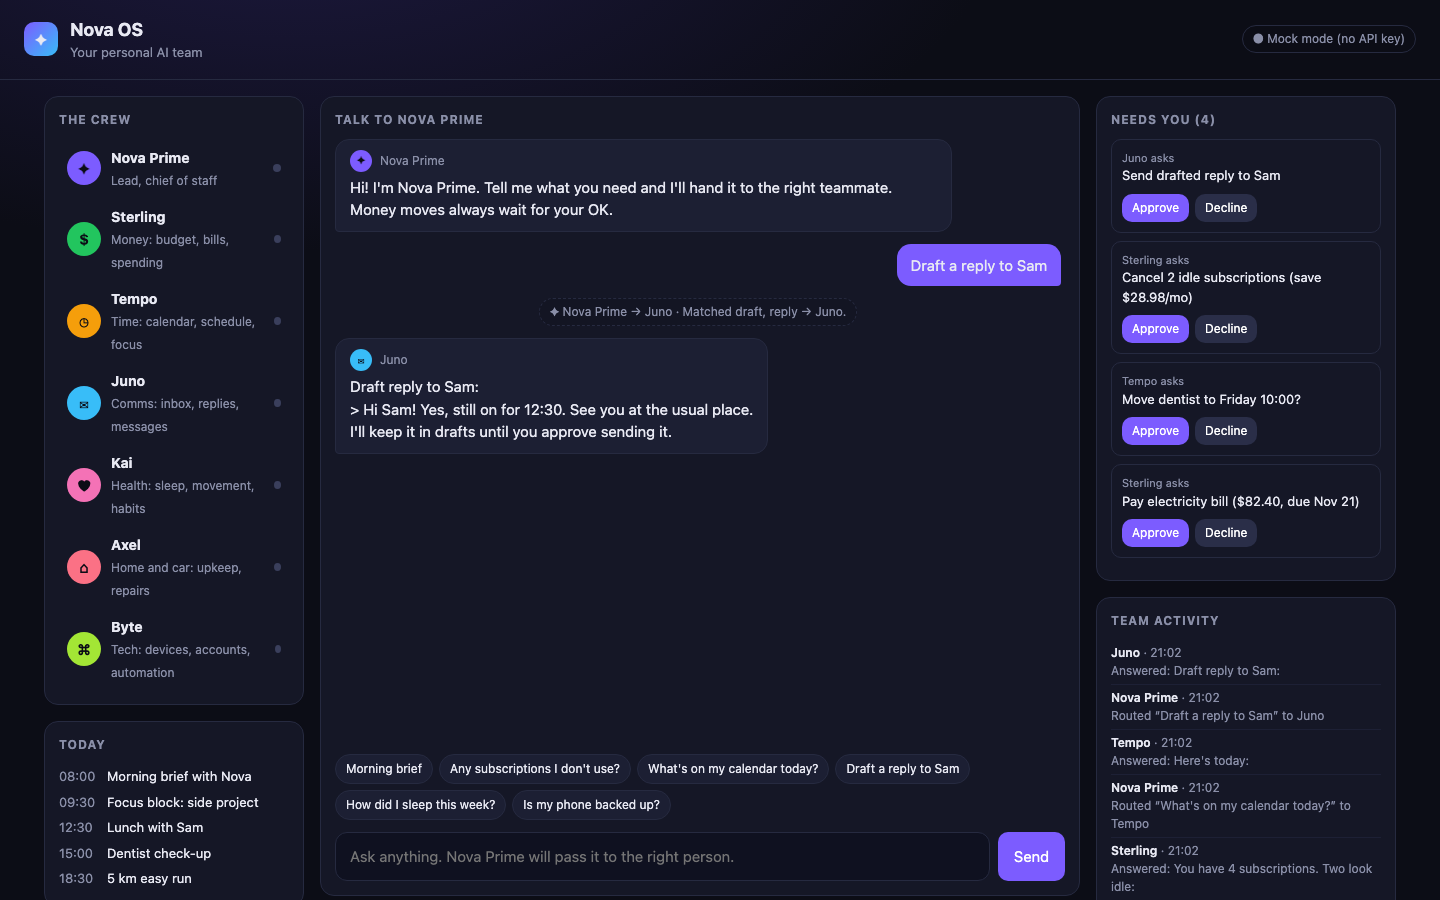 Nova OS
Your personal AI team
Mock mode (no API key)
THE CREW
Nova Prime
Lead, chief of staff
Sterling
Money: budget, bills,
spending
Tempo
Time: calendar, schedule,
focus
Juno
Comms: inbox, replies,
messages
Kai
Health: sleep, movement,
habits
Axel
Home and car: upkeep,
repairs
Byte
Tech: devices, accounts,
automation
TODAY
08:00 Morning brief with Nova
09:30 Focus block: side project
12:30 Lunch with Sam
15:00 Dentist check-up
18:30 5 km easy run
TALK TO NOVA PRIME
Nova Prime
Hi! I'm Nova Prime. Tell me what you need and I'll hand it to the right teammate.
Money moves always wait for your OK.
Draft a reply to Sam
✦ Nova Prime → Juno · Matched draft, reply → Juno.
Juno
Draft reply to Sam:
> Hi Sam! Yes, still on for 12:30. See you at the usual place.
I'll keep it in drafts until you approve sending it.
Morning brief
Any subscriptions I don't use?
What's on my calendar today?
Draft a reply to Sam
How did I sleep this week?
Is my phone backed up?
Ask anything. Nova Prime will pass it to the right person.
Send
NEEDS YOU (4)
Juno asks
Send drafted reply to Sam
Approve Decline
Sterling asks
Cancel 2 idle subscriptions (save
$28.98/mo)
Approve Decline
Tempo asks
Move dentist to Friday 10:00?
Approve Decline
Sterling asks
Pay electricity bill ($82.40, due Nov 21)
Approve Decline
TEAM ACTIVITY
Juno · 21:02
Answered: Draft reply to Sam:
Nova Prime · 21:02
Routed “Draft a reply to Sam” to Juno
Tempo · 21:02
Answered: Here's today:
Nova Prime · 21:02
Routed “What's on my calendar today?” to
Tempo
Sterling · 21:02
Answered: You have 4 subscriptions. Two look
idle: